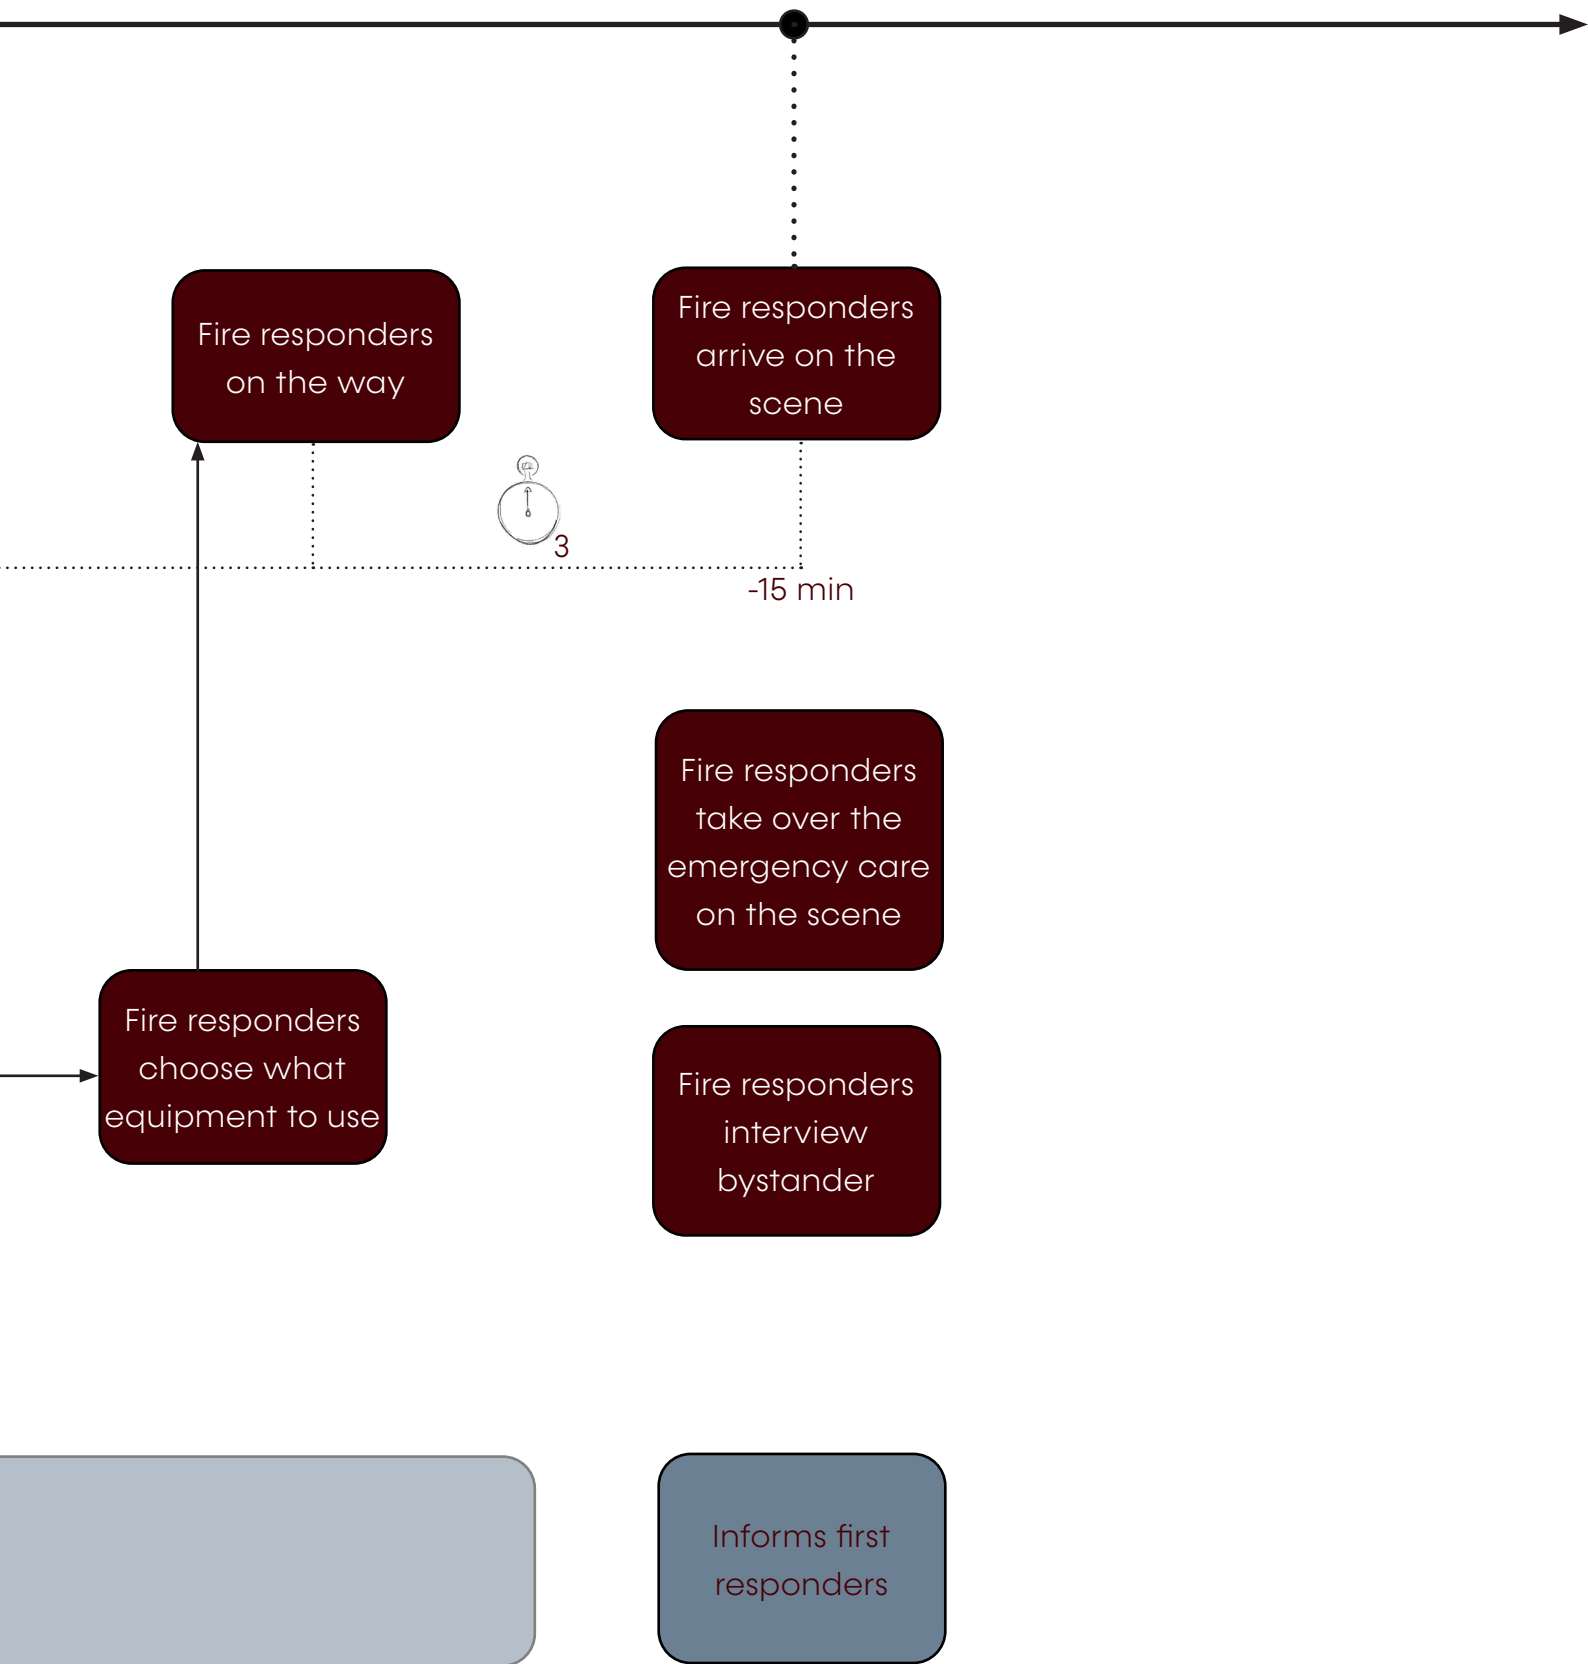 Fire responders
on the way
Fire responders
arrive on the
scene
3
-15 min
Fire responders
take over the
emergency care
on the scene
Fire responders
choose what
equipment to use
Fire responders
interview
bystander
Informs first
responders